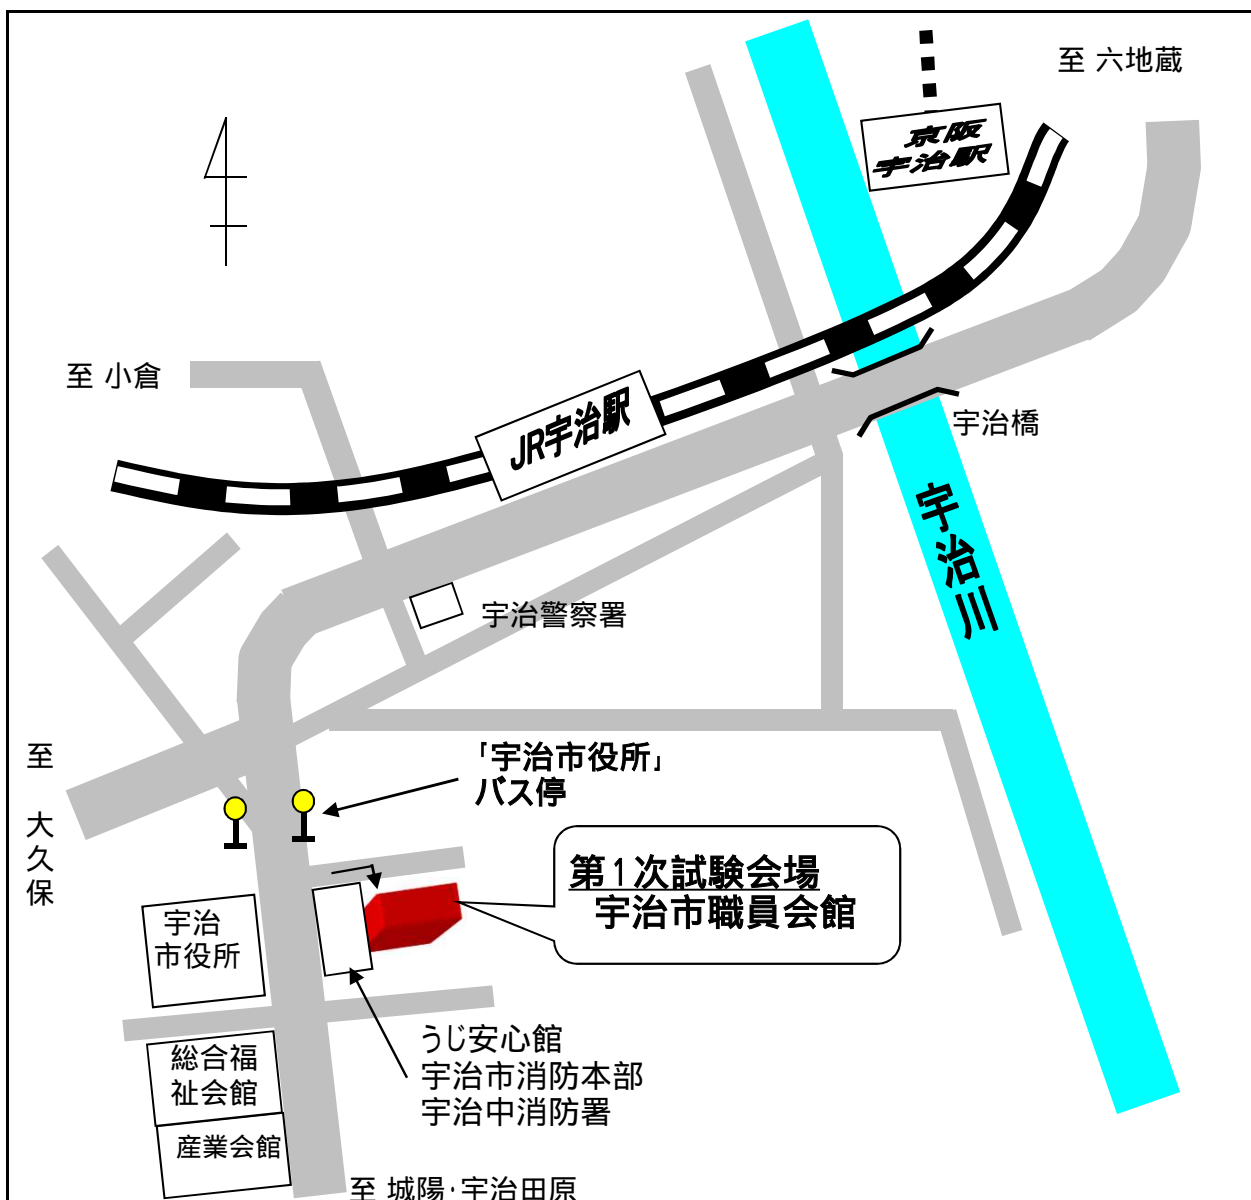 至 六地蔵
京阪
宇治駅
至 小倉
JR宇治駅
宇治橋
宇治川
宇治警察署
至 大久保
「宇治市役所」
バス停
第1次試験会場
宇治市職員会館
宇治
市役所
うじ安心館
宇治市消防本部
宇治中消防署
総合福
祉会館
産業会館
至 城陽・宇治田原